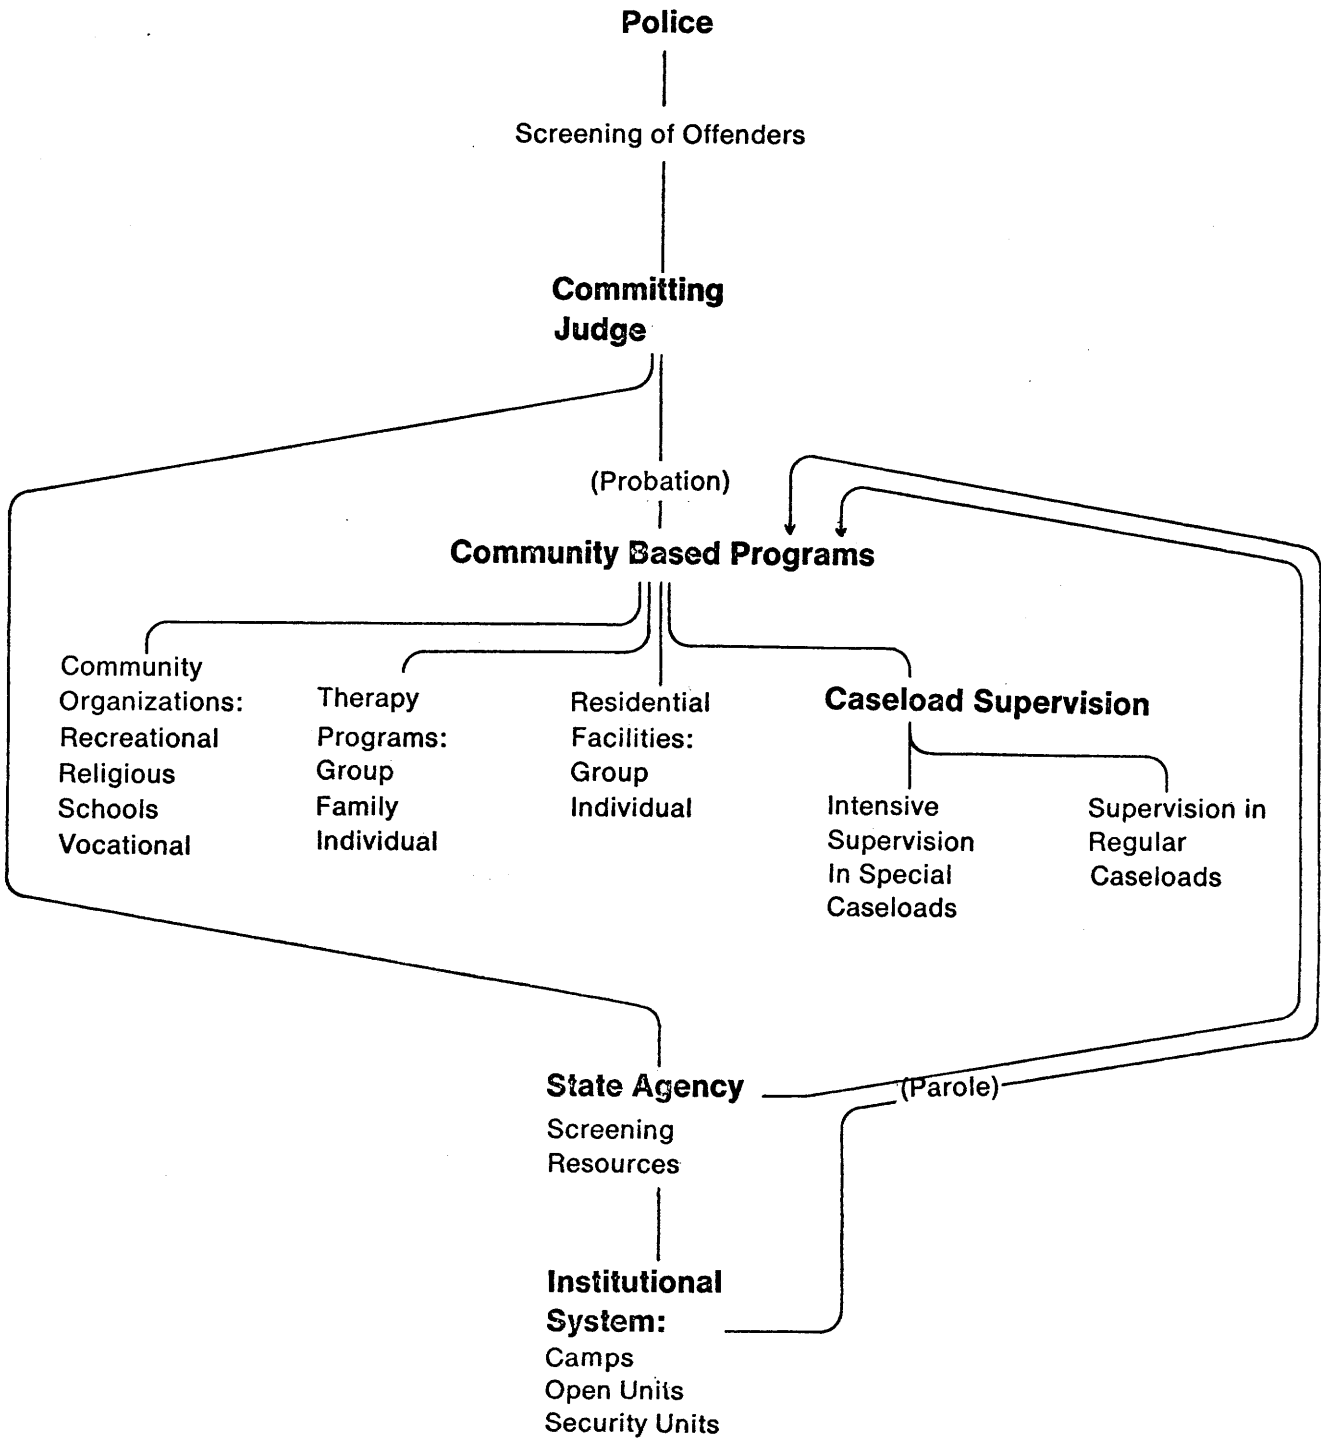 Police
Screening of Offenders
Committing
Judge
(Probation)
Community Based Programs
Community
Organizations:
Recreational
Religious
Schools
Vocational
Therapy
Programs:
Group
Family
Individual
Residential
Facilities:
Group
Individual
Caseload Supervision
Intensive
Supervision
In Special
Caseloads
Supervision in
Regular
Caseloads
State Agency
Screening
Resources
(Parole)
Institutional
System:
Camps
Open Units
Security Units